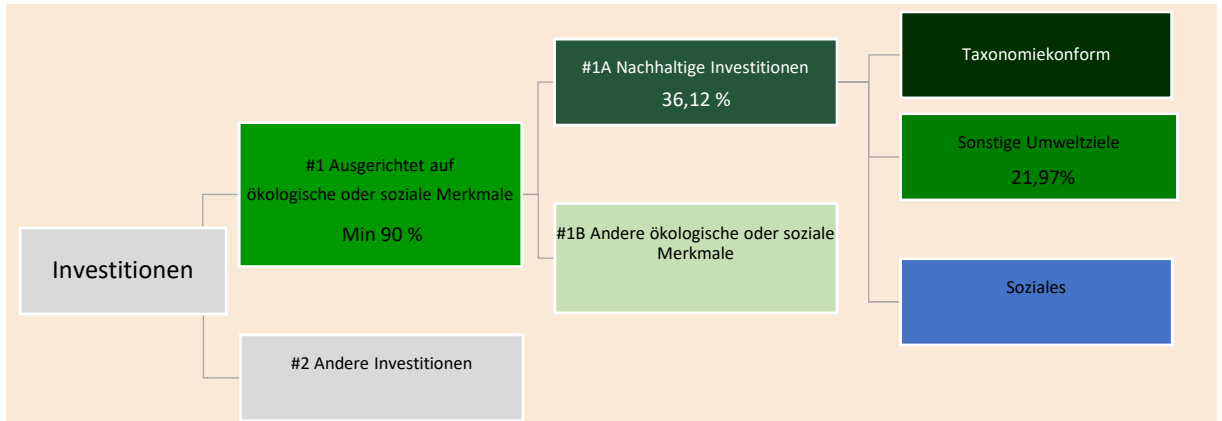 Investitionen
#1 Ausgerichtet auf
ökologische oder soziale Merkmale
Min 90 %
#2 Andere Investitionen
#1A Nachhaltige Investitionen
36,12 %
#1B Andere ökologische oder soziale
Merkmale
Taxonomiekonform
Sonstige Umweltziele
21,97%
Soziales